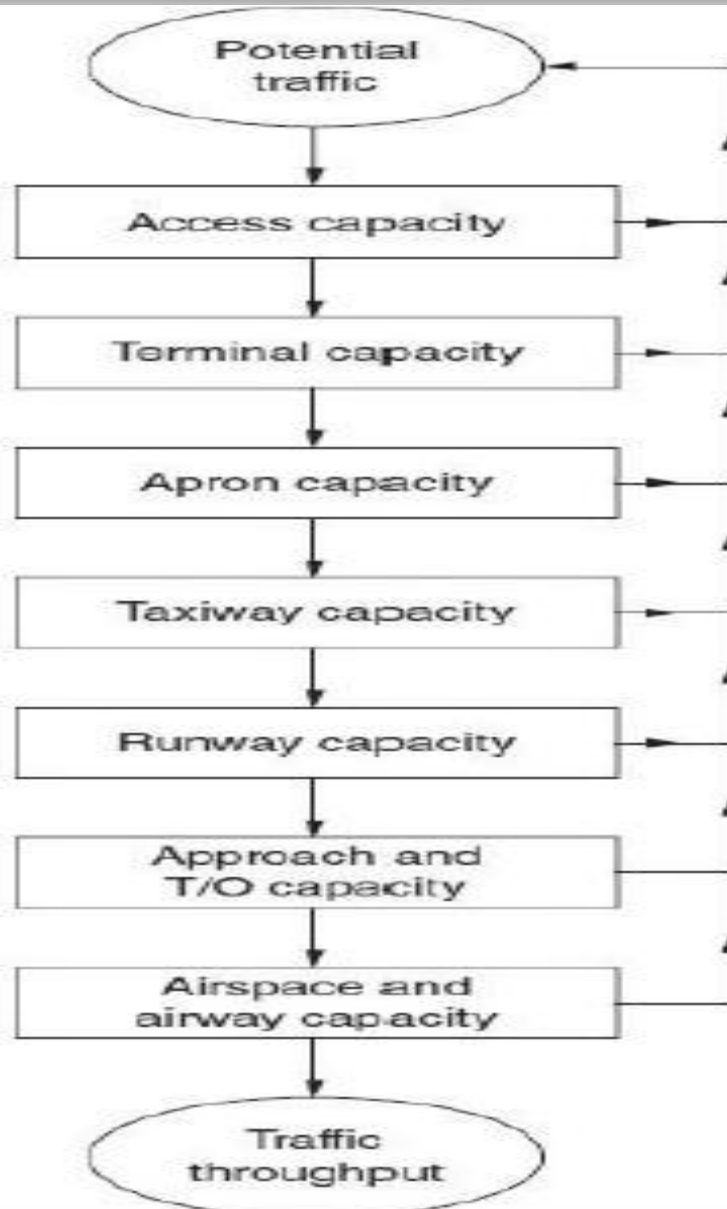 Potential
traffic
Access capacity
Terminal capacity
Apron capacity
Taxiway capacity
Runway capacity
Approach and
T/O capacity
Airspace and
airway capacity
Traffic
throughput